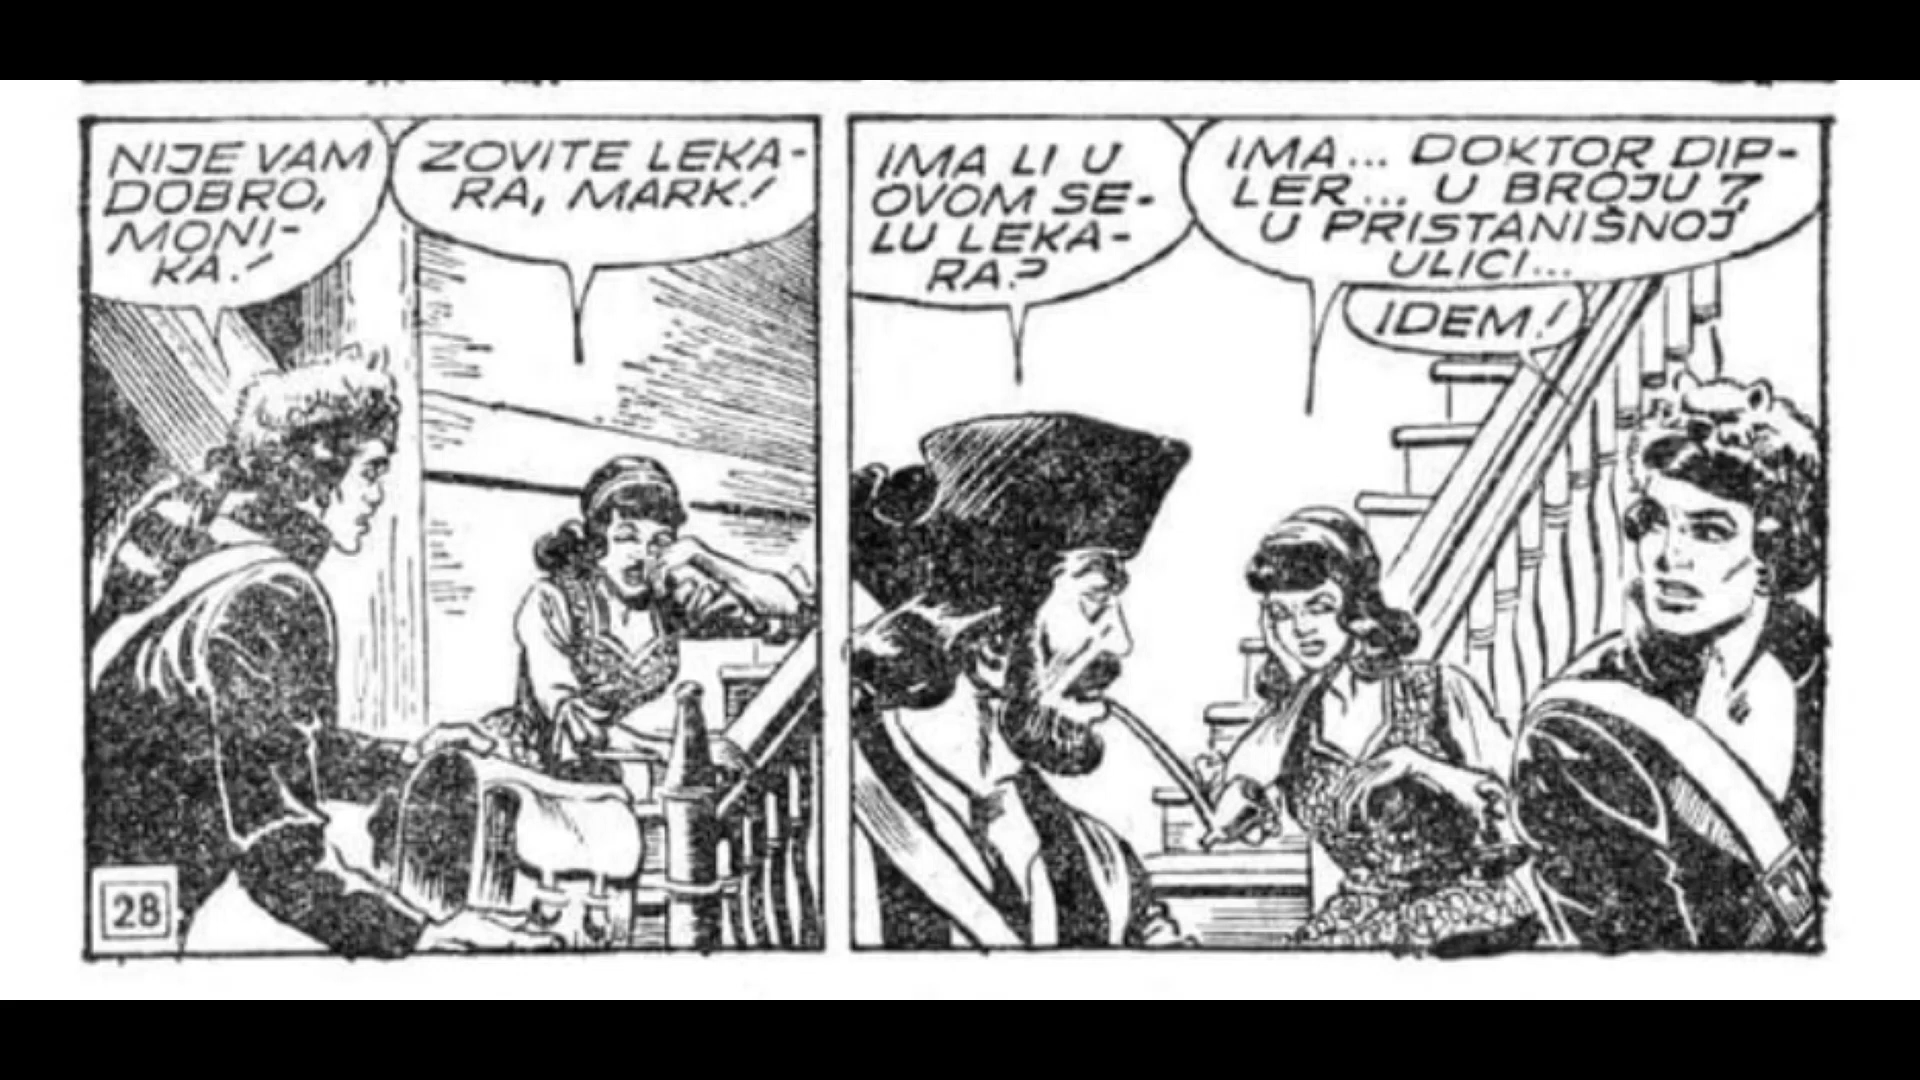 NIJE VAM
DOBRO,
MONI-
KA!
ZOVITE LEKA-
RA, MARK!
IMA LI U
OVOM SE-
LU LEKA-
RA?
IMA... DOKTOR DIP-
LER... U BROJU 7,
U PRISTANIŠNOJ
ULICI...
IDEM!
28